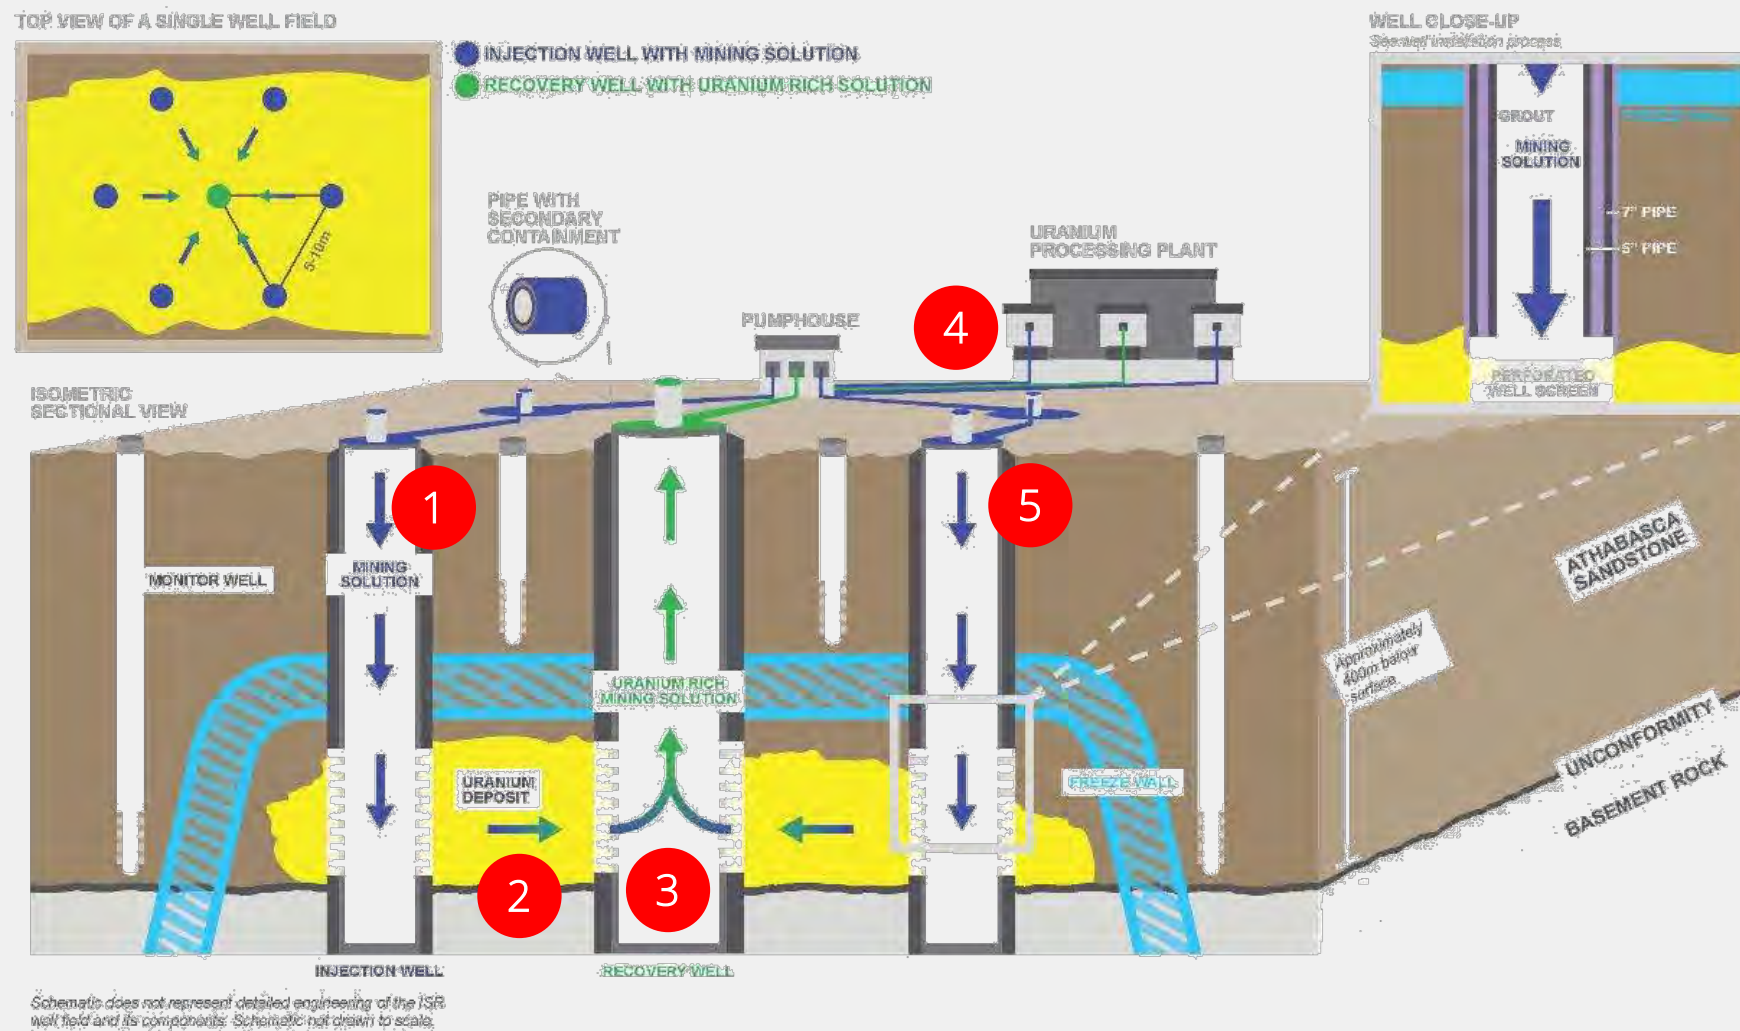 TOP VIEW OF A SINGLE WELL FIELD
INJECTION WELL WITH MINING SOLUTION
RECOVERY WELL WITH URANIUM RICH SOLUTION
5-10m
WELL CLOSE-UP
See well installation process
GROUT
MINING
SOLUTION
7" PIPE
5" PIPE
PERFORATED
WELL SCREEN
PIPE WITH
SECONDARY
CONTAINMENT
PUMPHOUSE
URANIUM
PROCESSING PLANT
4
ISOMETRIC
SECTIONAL VIEW
1
5
MONITOR WELL
MINING
SOLUTION
URANIUM RICH
MINING SOLUTION
URANIUM
DEPOSIT
FREEZE WALL
2
3
ATHABASCA
SANDSTONE
Approximately
400m below
surface
UNCONFORMITY
BASEMENT ROCK
INJECTION WELL
RECOVERY WELL
Schematic does not represent detailed engineering of the ISR
well field and its components. Schematic not drawn to scale.